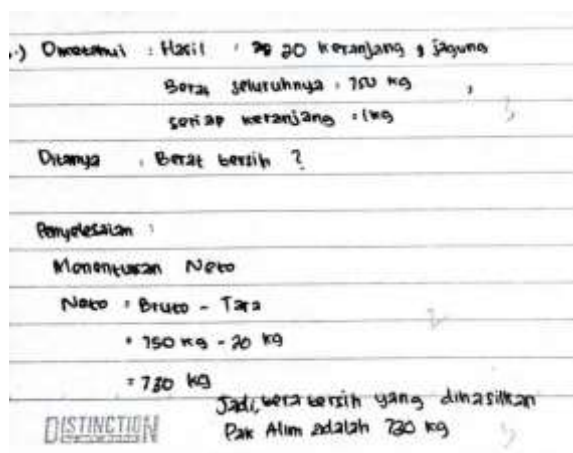 .) Diketahui : Hasil : 20 keranjang jagung
Berat seluruhnya : 750 kg
setiap keranjang : 1 kg
Ditanya : Berat bersih ?
Penyelesaian :
Menentukan Neto
Neto = Bruto - Tara
= 750 kg - 20 kg
= 730 kg
Jadi, bera bersih yang dihasilkan
Pak Alim adalah 730 kg
DISTINCTION